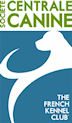 SOCIÉTÉ
CENTRALE
CANINE
THE
FRENCH
KENNEL
CLUB